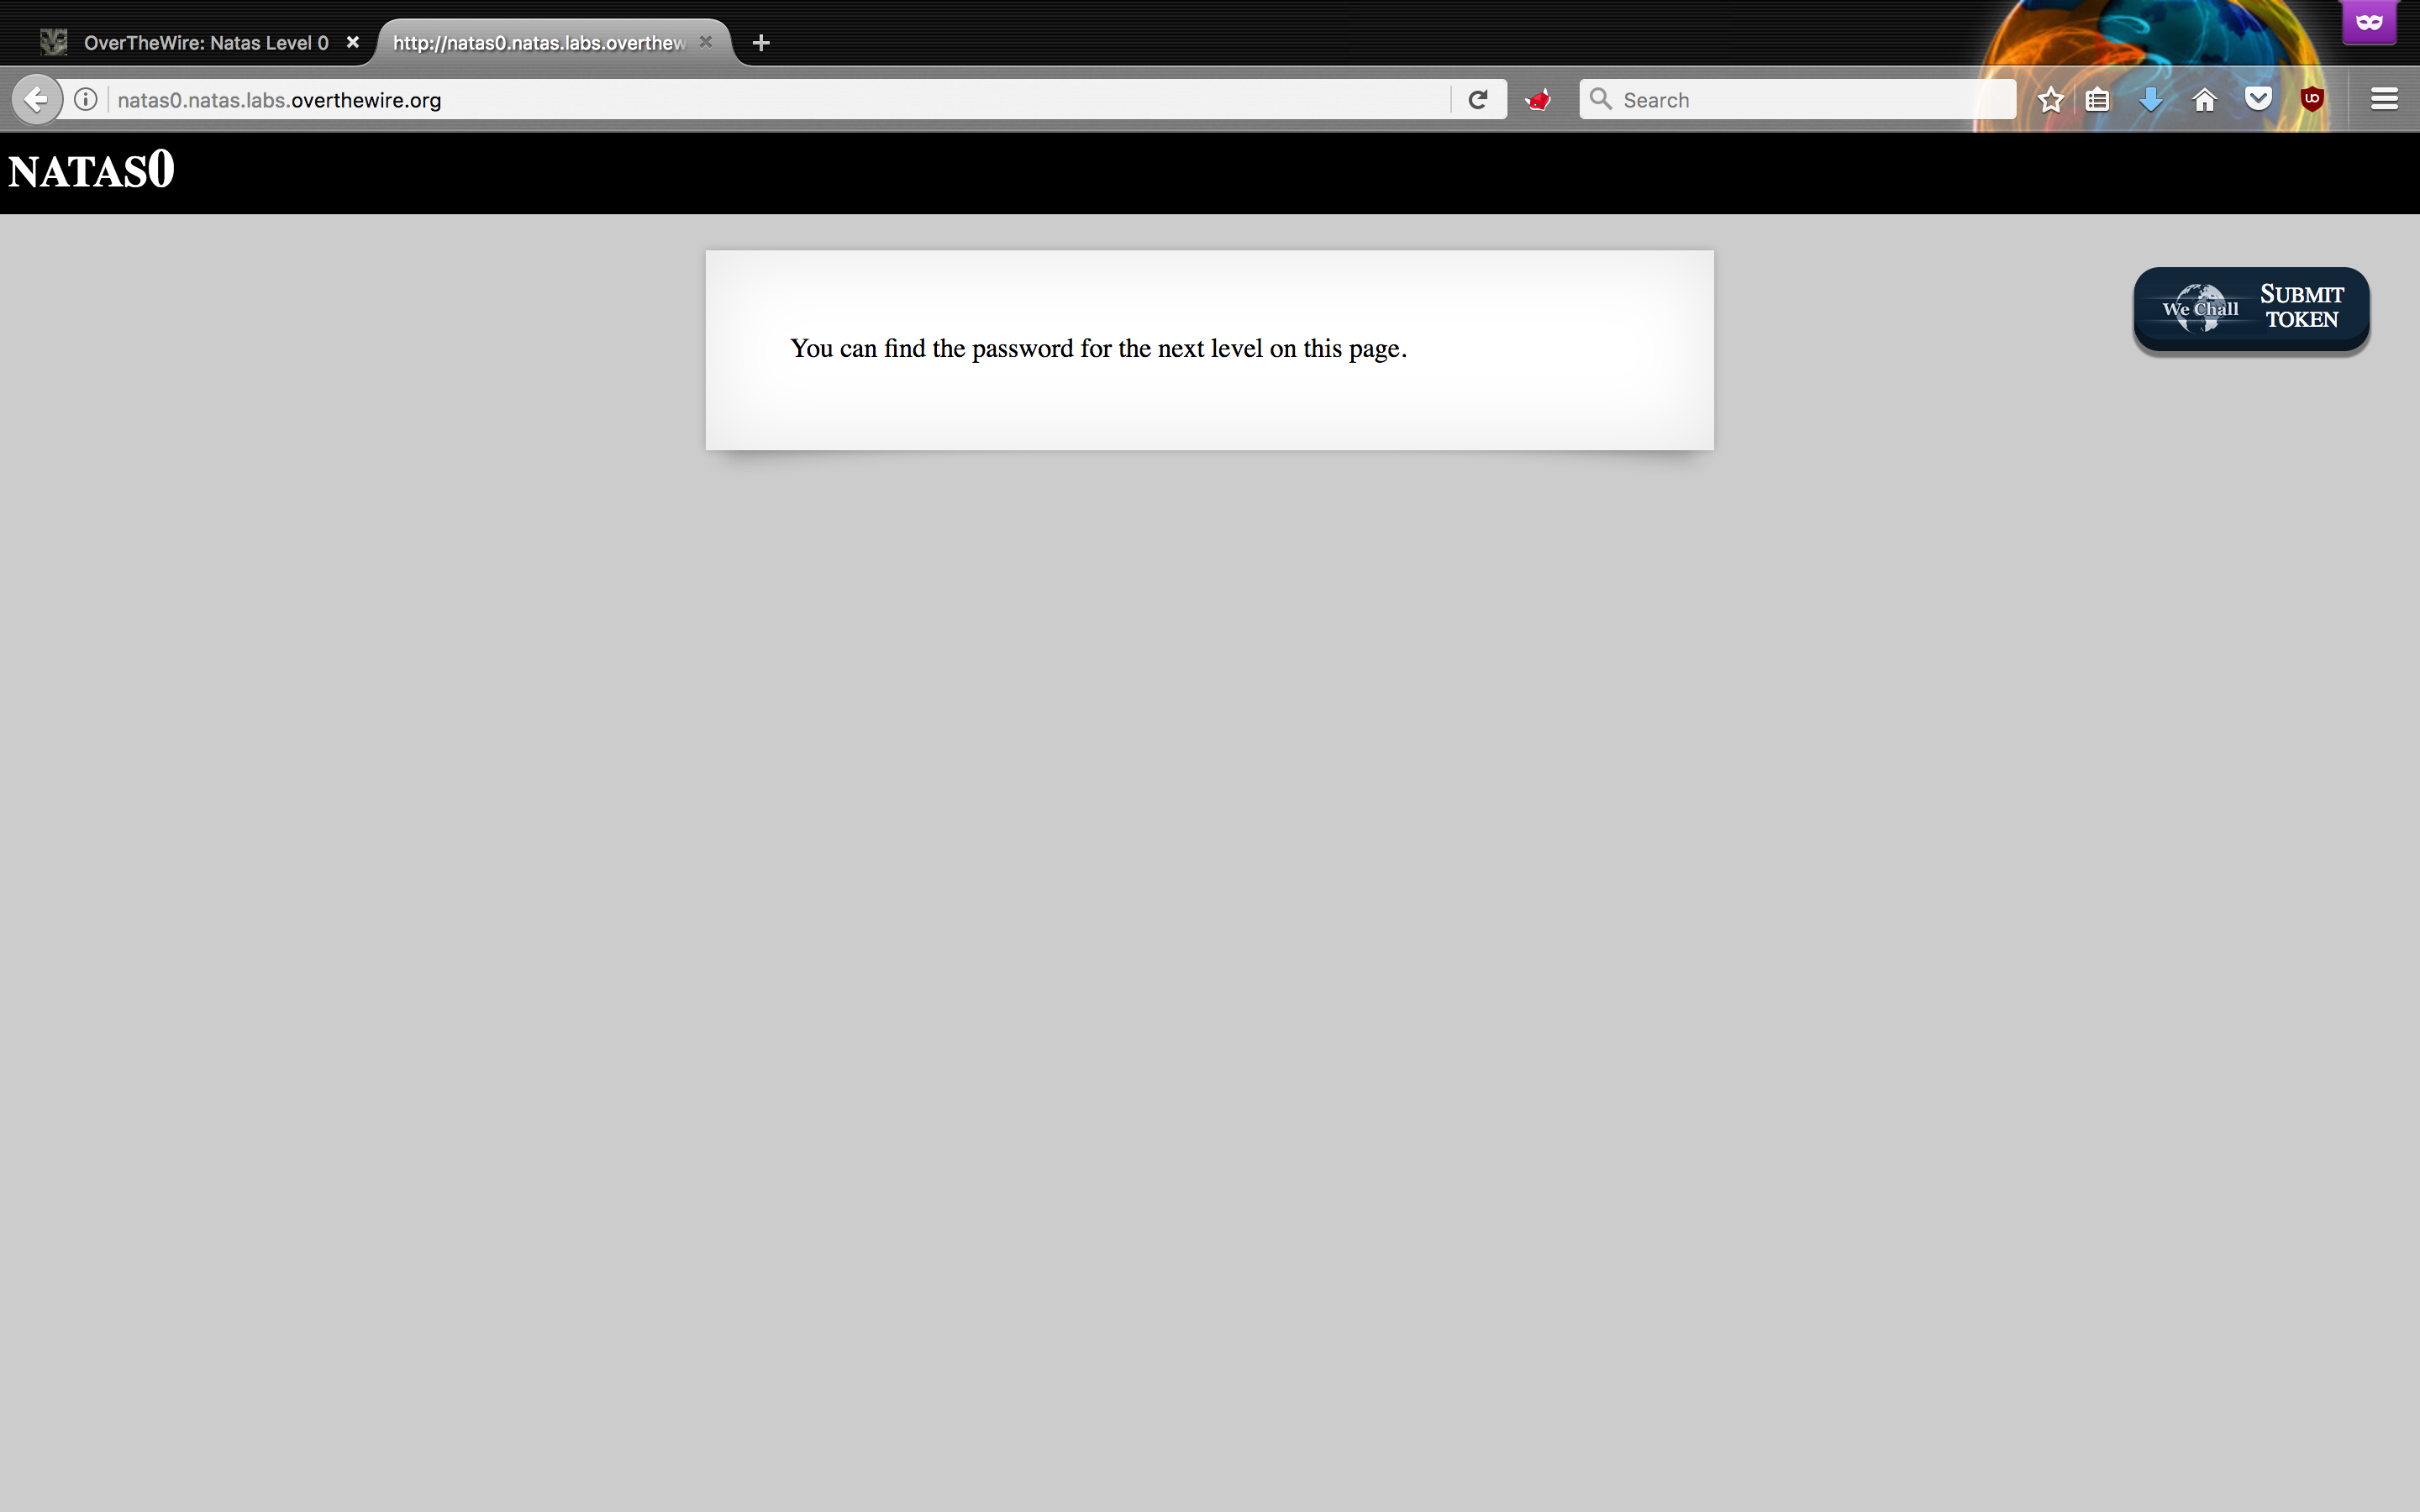 OverTheWire: Natas Level 0
http://natas0.natas.labs.overthew
natas0.natas.labs.overthewire.org
Search
NATAS0
You can find the password for the next level on this page.
We Chall
SUBMIT
TOKEN